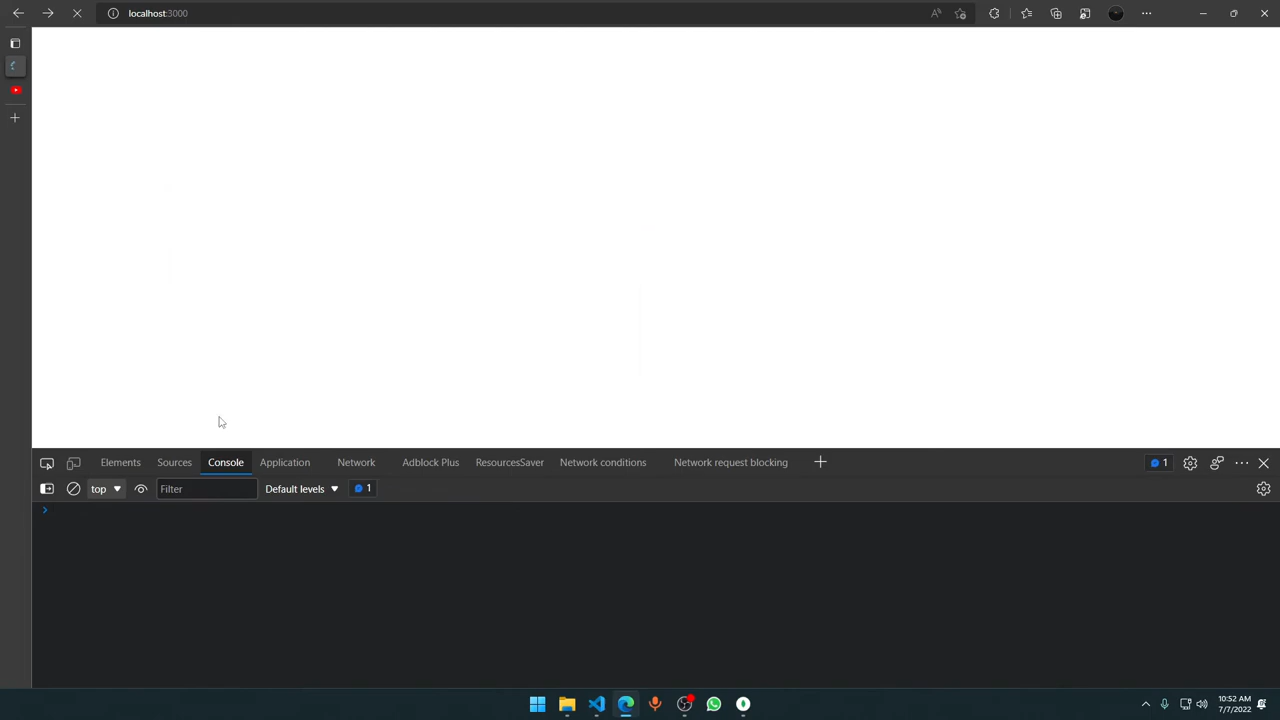 localhost:3000
Elements Sources Console Application Network Adblock Plus ResourcesSaver Network conditions Network request blocking 1
top Filter Default levels 1
10:52 AM
7/7/2022